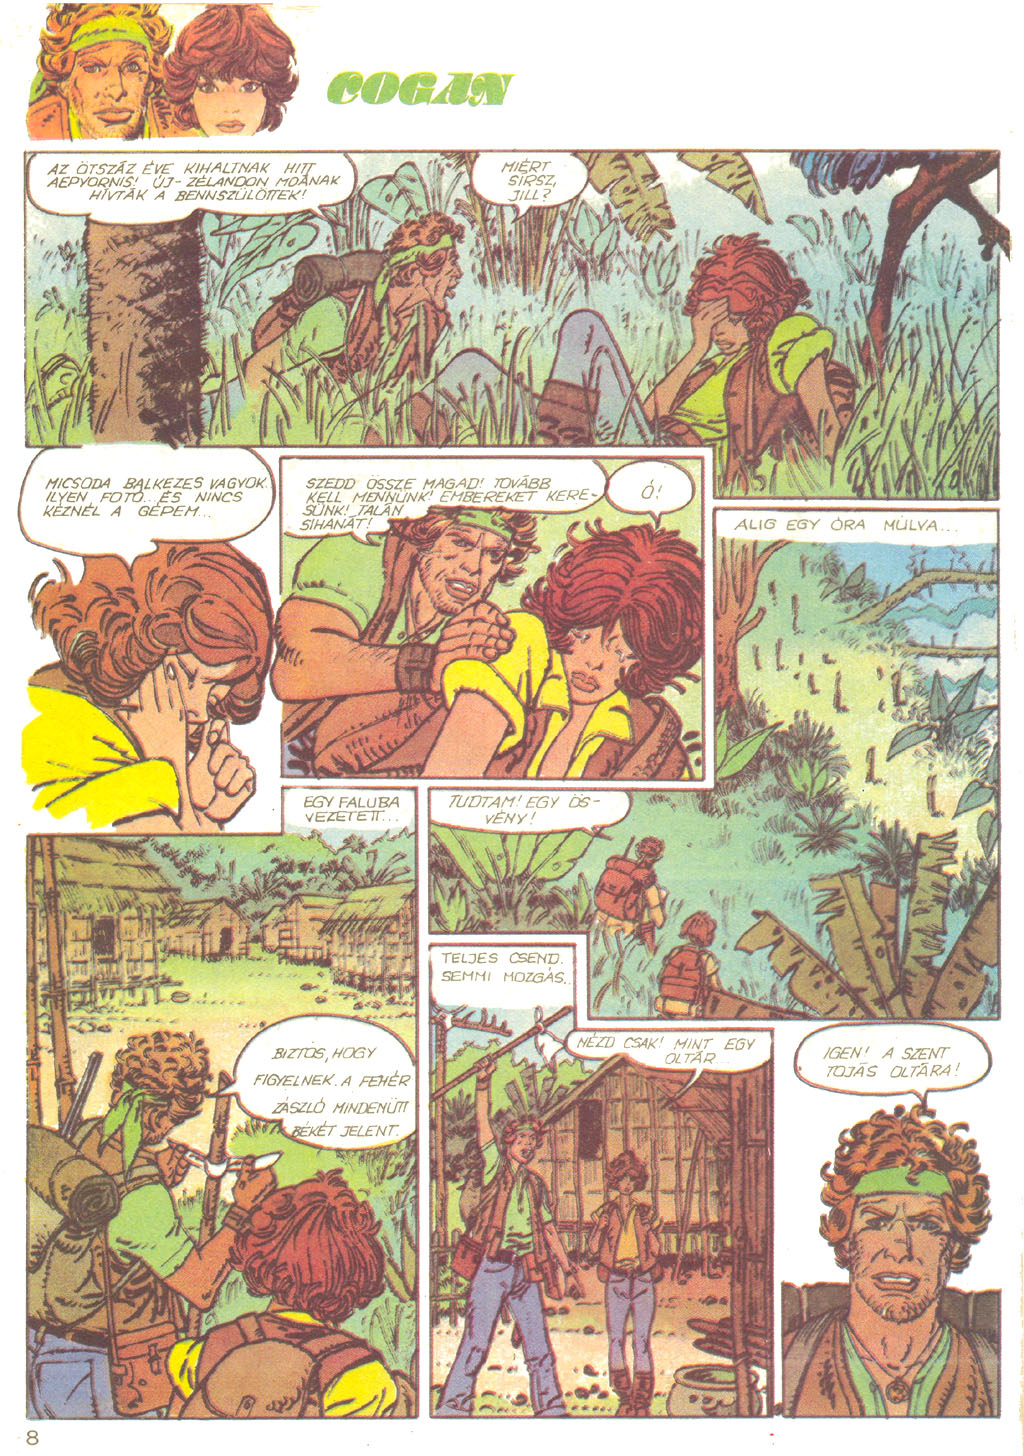 COGAN
AZ ÖTSZÁZ ÉVE KIHALTNAK HITT
AEPYORNIS! ÚJ-ZÉLANDON MOÁNAK
HÍVTÁK A BENNSZÜLÖTTEK!
MIÉRT
SÍRSZ,
JILL?
MICSODA BALKEZES VAGYOK.
ILYEN FOTÓ... ÉS NINCS
KÉZNÉL A GÉPEM...
SZEDD ÖSSZE MAGAD! TOVÁBB
KELL MENNÜNK! EMBEREKET KERE-
SÜNK! TALÁN
SIHANÁT!
Ó!
ALIG EGY ÓRA MÚLVA...
TUDTAM! EGY ÖS-
VÉNY!
EGY FALUBA
VEZETETT...
BIZTOS, HOGY
FIGYELNEK. A FEHÉR
ZÁSZLÓ MINDENÜTT
BÉKÉT JELENT.
TELJES CSEND.
SEMMI MOZGÁS...
NÉZD CSAK! MINT EGY
OLTÁR...
IGEN! A SZENT
TOJÁS OLTÁRA!
8